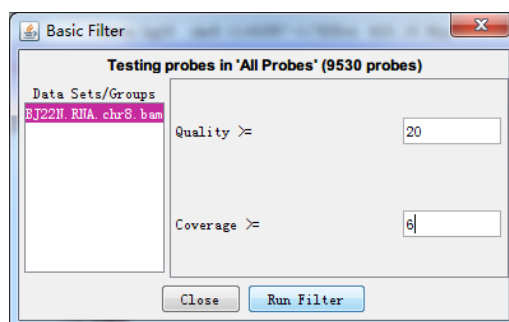 Basic Filter
Testing probes in 'All Probes' (9530 probes)
Data Sets/Groups
BJ22N.RNA.chr8.bam
Quality >=
20
Coverage >=
6
Close
Run Filter